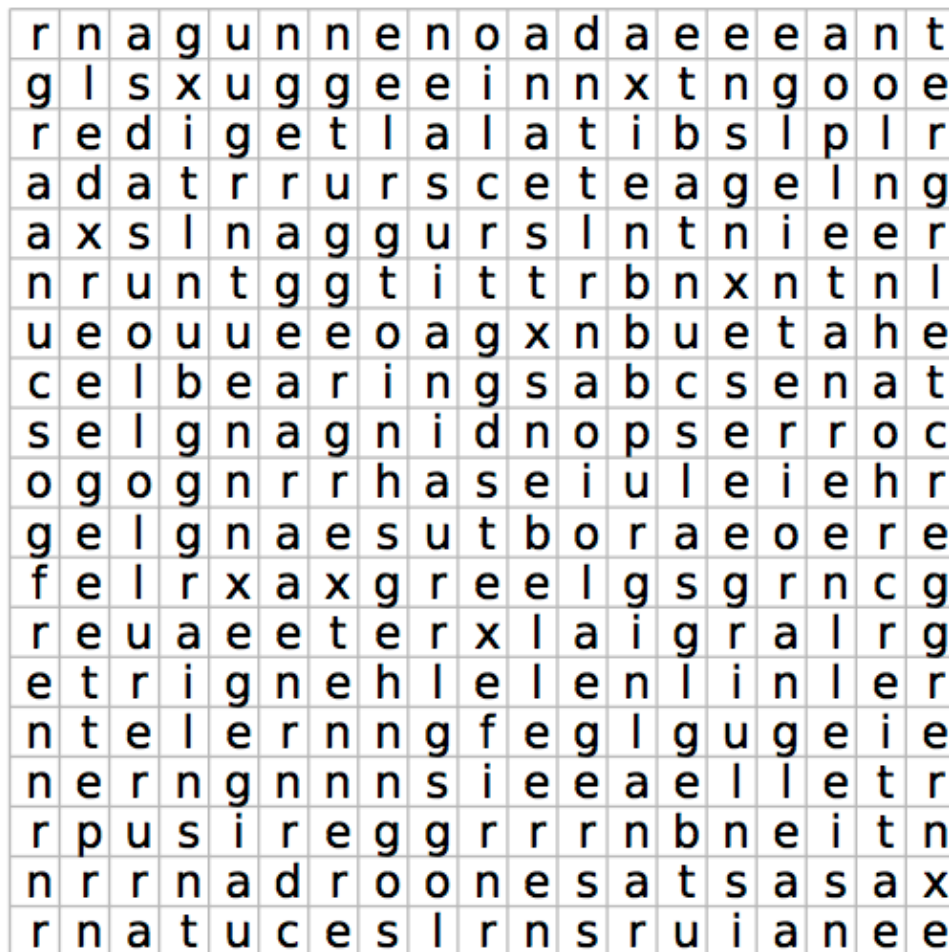 r n a g u n n e n o a d a e e e a n t
g l s x u g g e e i n n x t n g o o e
r e d i g e t l a l a t i b s l p l r
a d a t r r u r s c e t e a g e l n g
a x s l n a g g u r s l n t n i e e r
n r u n t g g t i t t r b n x n t n l
u e o u u e e o a g x n b u e t a h e
c e l b e a r i n g s a b c s e n a t
s e l g n a g n i d n o p s e r r o c
o g o g n r r h a s e i u l e i e h r
g e l g n a e s u t b o r a e o e r e
f e l r x a x g r e e l g s g r n c g
r e u a e e t e r x l a i g r a l r g
e t r i g n e h l e l e n l i n l e r
n t e l e r n n g f e g l g u g e i e
n e r n g n n n s i e e a e l l e t r
r p u s i r e g g r r r n b n e i t n
n r r n a d r o o n e s a t s a s a x
r n a t u c e s l r n s r u i a n e e